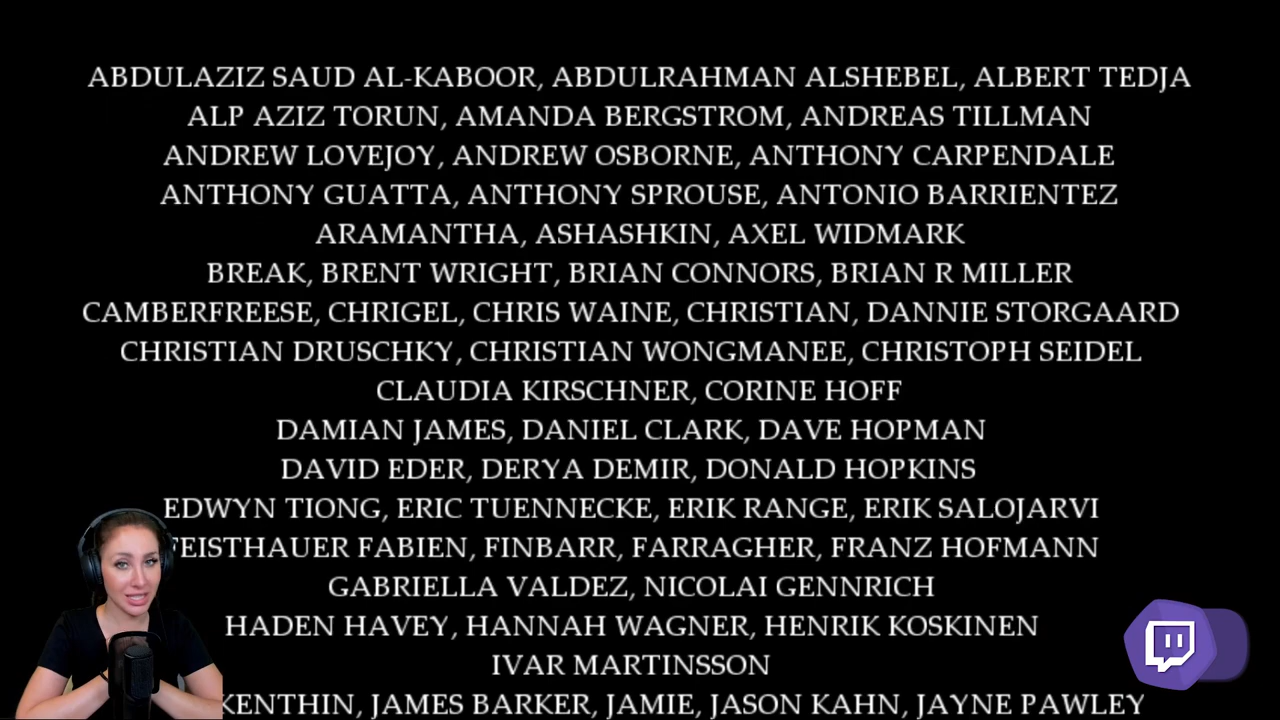 ABDULAZIZ SAUD AL-KABOOR, ABDULRAHMAN ALSHEBEL, ALBERT TEDJA
ALP AZIZ TORUN, AMANDA BERGSTROM, ANDREAS TILLMAN
ANDREW LOVEJOY, ANDREW OSBORNE, ANTHONY CARPENDALE
ANTHONY GUATTA, ANTHONY SPROUSE, ANTONIO BARRIENTEZ
ARAMANTHA, ASHASHKIN, AXEL WIDMARK
BREAK, BRENT WRIGHT, BRIAN CONNORS, BRIAN R MILLER
CAMBERFREESE, CHRIGEL, CHRIS WAINE, CHRISTIAN, DANNIE STORGAARD
CHRISTIAN DRUSCHKY, CHRISTIAN WONGMANEE, CHRISTOPH SEIDEL
CLAUDIA KIRSCHNER, CORINE HOFF
DAMIAN JAMES, DANIEL CLARK, DAVE HOPMAN
DAVID EDER, DERYA DEMIR, DONALD HOPKINS
EDWYN TIONG, ERIC TUENNECKE, ERIK RANGE, ERIK SALOJARVI
FEISTHAUER FABIEN, FINBARR, FARRAGHER, FRANZ HOFMANN
GABRIELLA VALDEZ, NICOLAI GENNRICH
HADEN HAVEY, HANNAH WAGNER, HENRIK KOSKINEN
IVAR MARTINSSON
JAMES BARKER, JAMIE, JASON KAHN, JAYNE PAWLEY